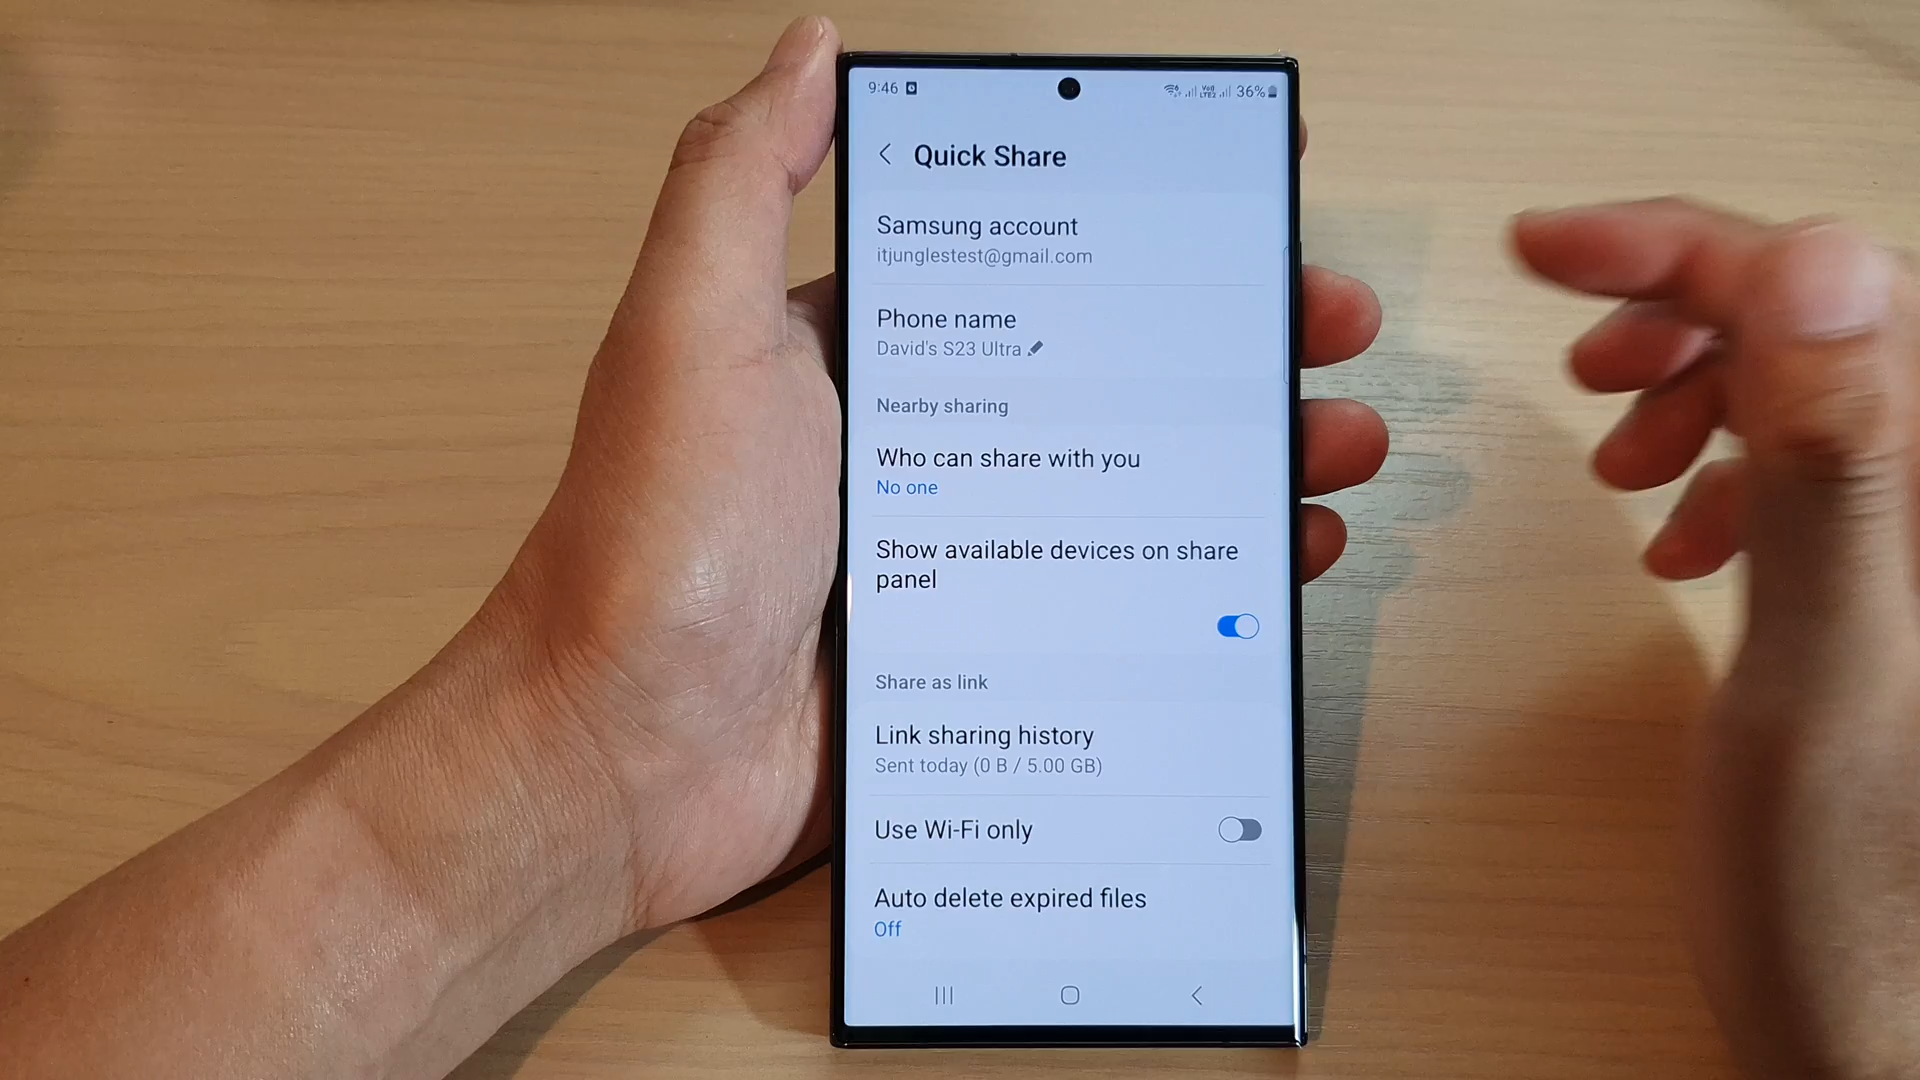 9:46
Vo)) LTE2 36%
Quick Share
Samsung account
itjunglestest@gmail.com
Phone name
David's S23 Ultra
Nearby sharing
Who can share with you
No one
Show available devices on share
panel
Share as link
Link sharing history
Sent today (0 B / 5.00 GB)
Use Wi-Fi only
Auto delete expired files
Off